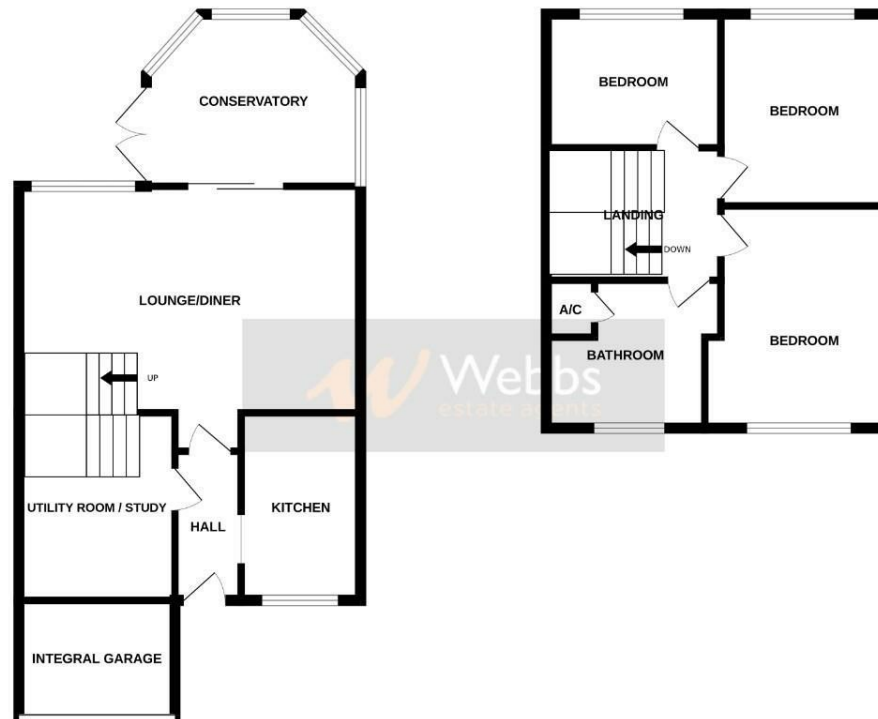 CONSERVATORY
LOUNGE/DINER
UP
UTILITY ROOM / STUDY
HALL
KITCHEN
INTEGRAL GARAGE
BEDROOM
BEDROOM
LANDING
DOWN
A/C
BATHROOM
BEDROOM
Webbs
estate agents